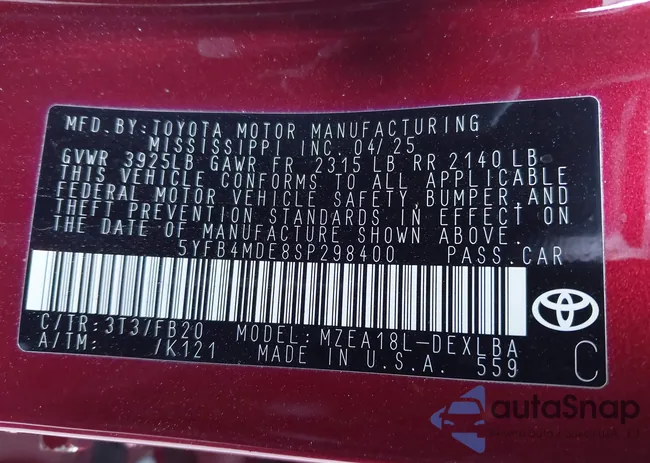 MFD.BY:TOYOTA MOTOR MANUFACTURING
MISSISSIPPI INC.04/25
GVWR 3925LB GAWR FR 2315 LB RR 2140 LB
THIS VEHICLE CONFORMS TO ALL APPLICABLE
FEDERAL MOTOR VEHICLE SAFETY,BUMPER,AND
THEFT PREVENTION STANDARDS IN EFFECT ON
THE DATE OF MANUFACTURE SHOWN ABOVE.
5YFB4MDE8SP298400 PASS.CAR
C/TR:3T3/FB20 MODEL:MZEA18L-DEXLBA
A/TM: /K121 MADE IN U.S.A. 559
C
autaSnap